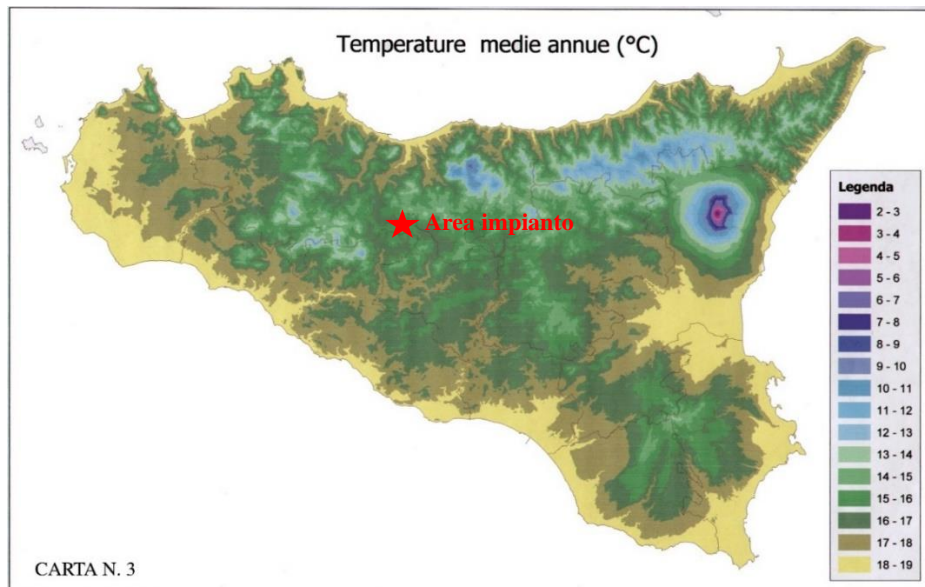 Temperature medie annue (°C)
Area impianto
Legenda
2 - 3
3 - 4
4 - 5
5 - 6
6 - 7
7 - 8
8 - 9
9 - 10
10 - 11
11 - 12
12 - 13
13 - 14
14 - 15
15 - 16
16 - 17
17 - 18
18 - 19
CARTA N. 3